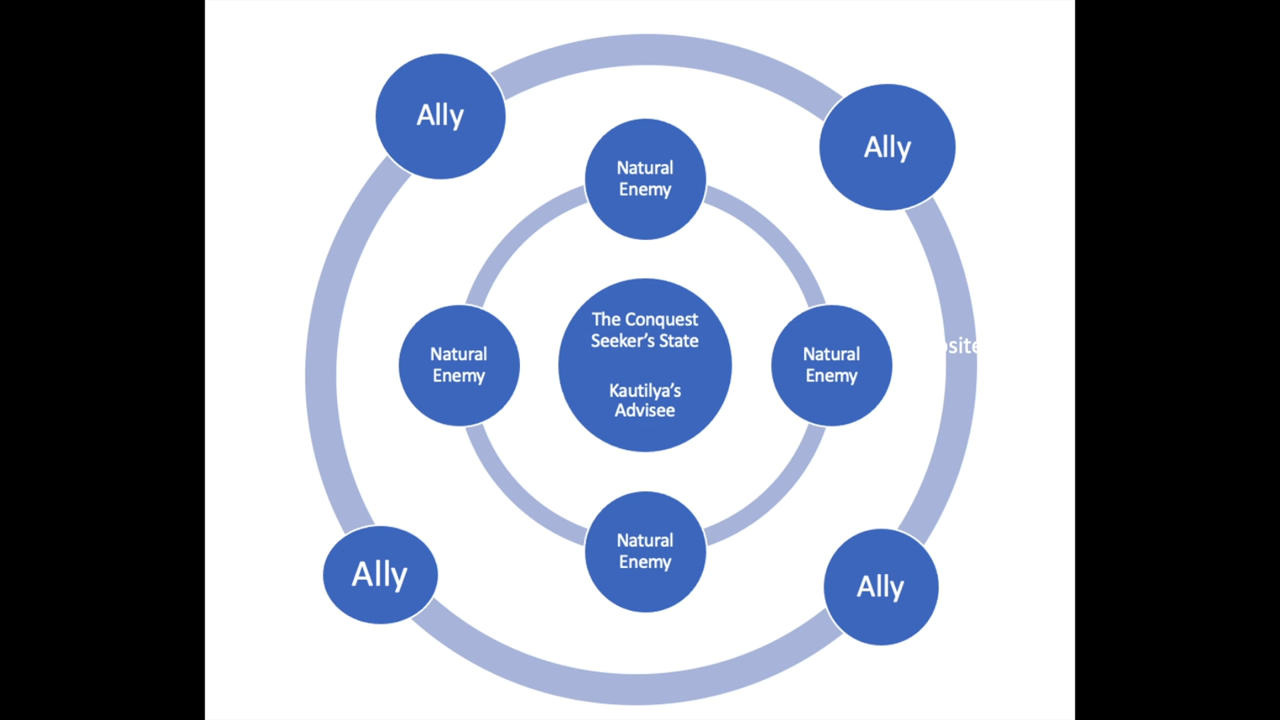 Ally
Ally
Natural
Enemy
The Conquest
Seeker's State
Kautilya's
Advisee
Natural
Enemy
Natural
Enemy
Natural
Enemy
Ally
Ally